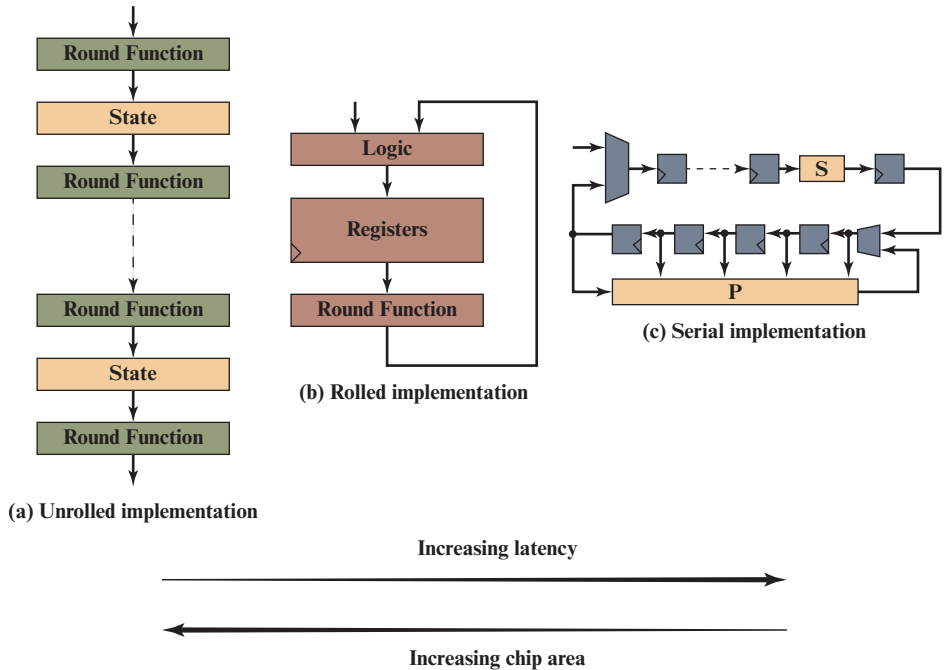 Round Function
State
Round Function
Round Function
State
Round Function
(a) Unrolled implementation
Logic
Registers
Round Function
(b) Rolled implementation
S
P
(c) Serial implementation
Increasing latency
Increasing chip area